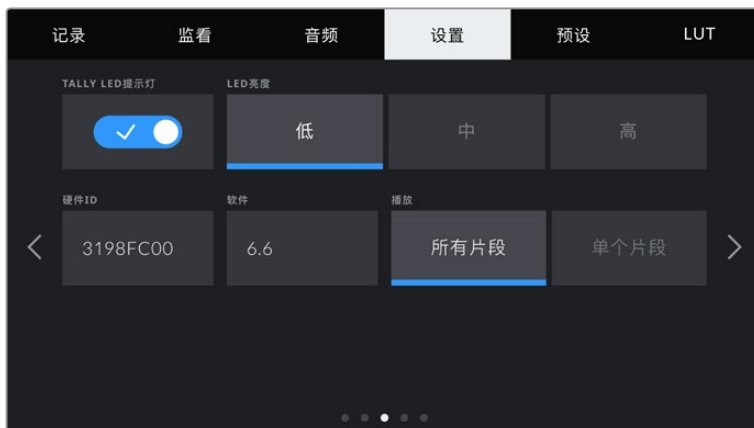 记录 监看 音频 设置 预设 LUT
TALLY LED提示灯 LED亮度
低 中 高
硬件ID 软件 播放
3198FC00 6.6 所有片段 单个片段